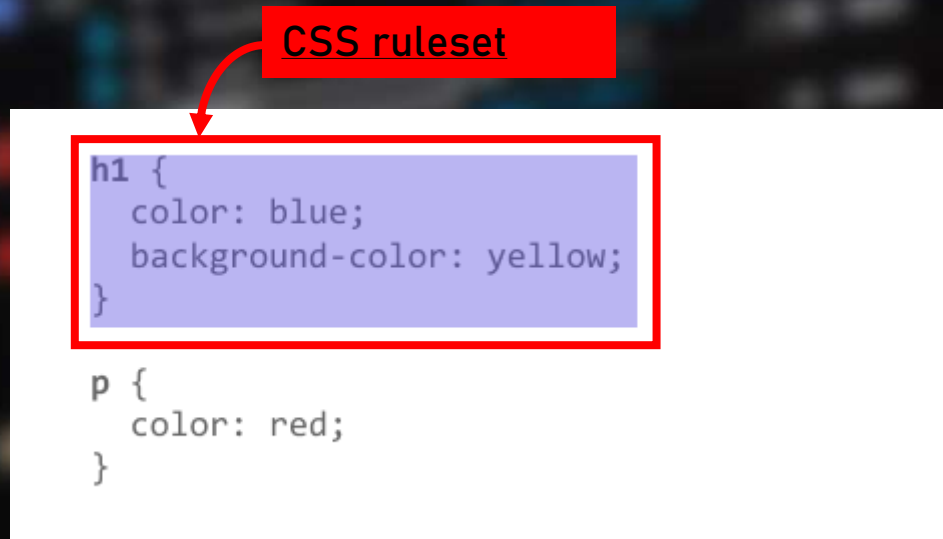 CSS ruleset
h1 {
  color: blue;
  background-color: yellow;
}
p {
  color: red;
}